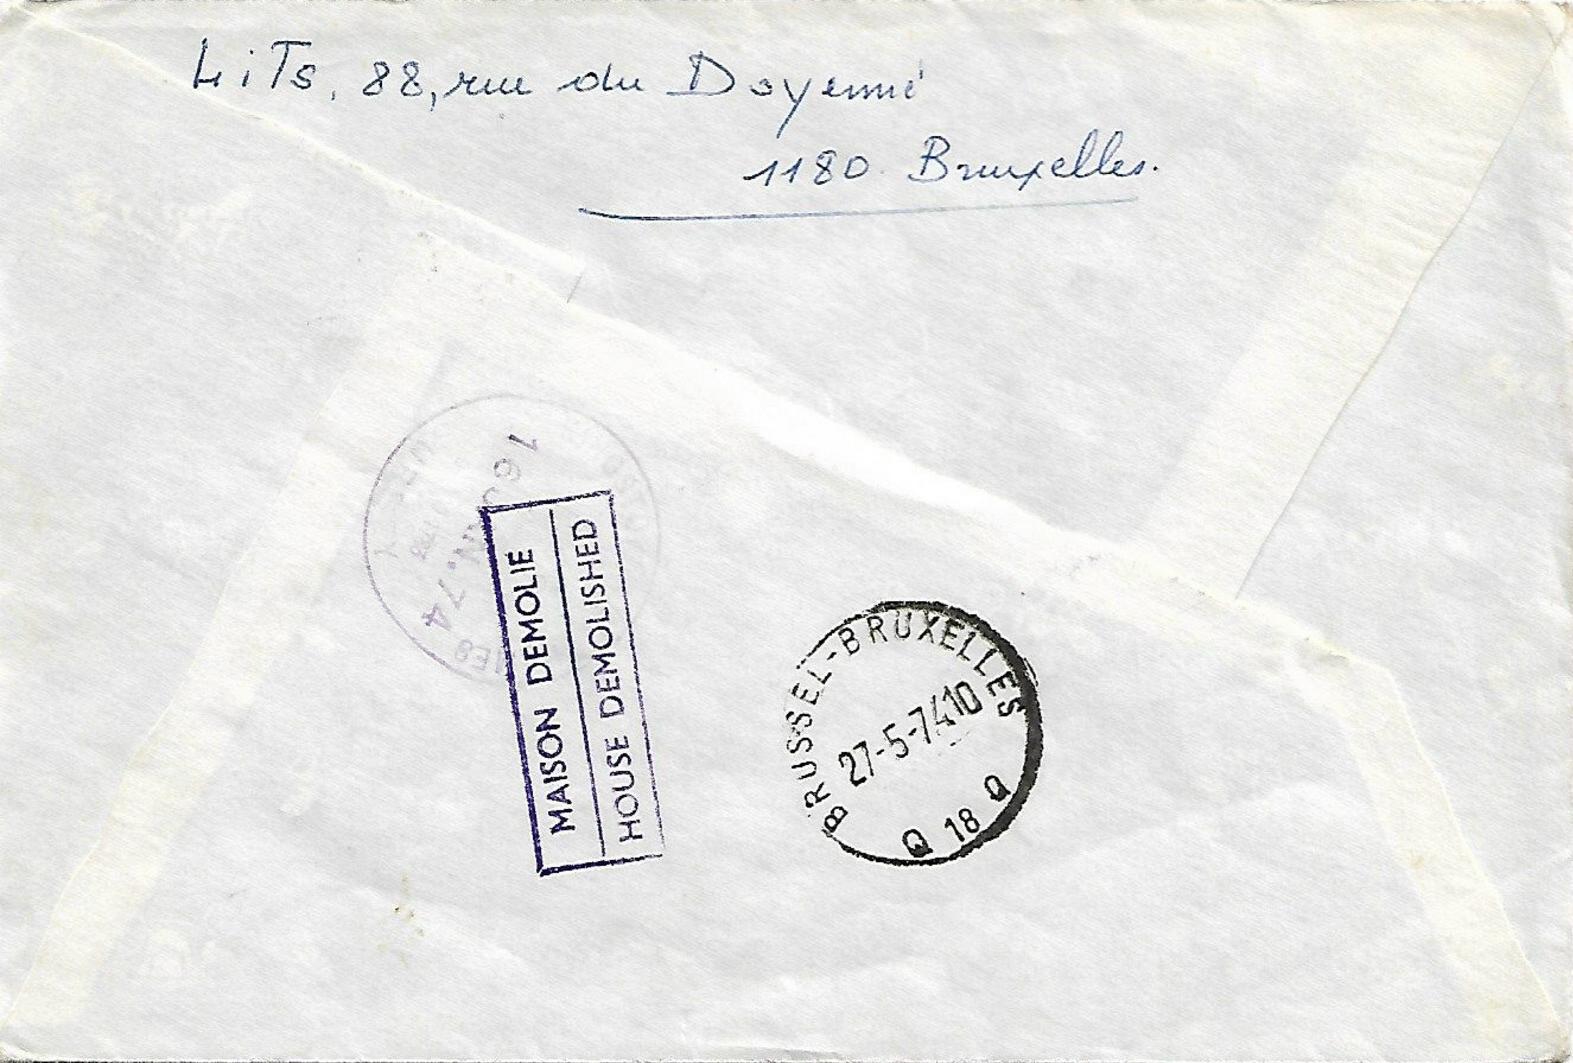 LiTs, 88, rue du Doyenné
1180 Bruxelles.
MAISON DEMOLIE
HOUSE DEMOLISHED
BRUSSEL-BRUXELLES
27-5-74 10
Q 18 Q